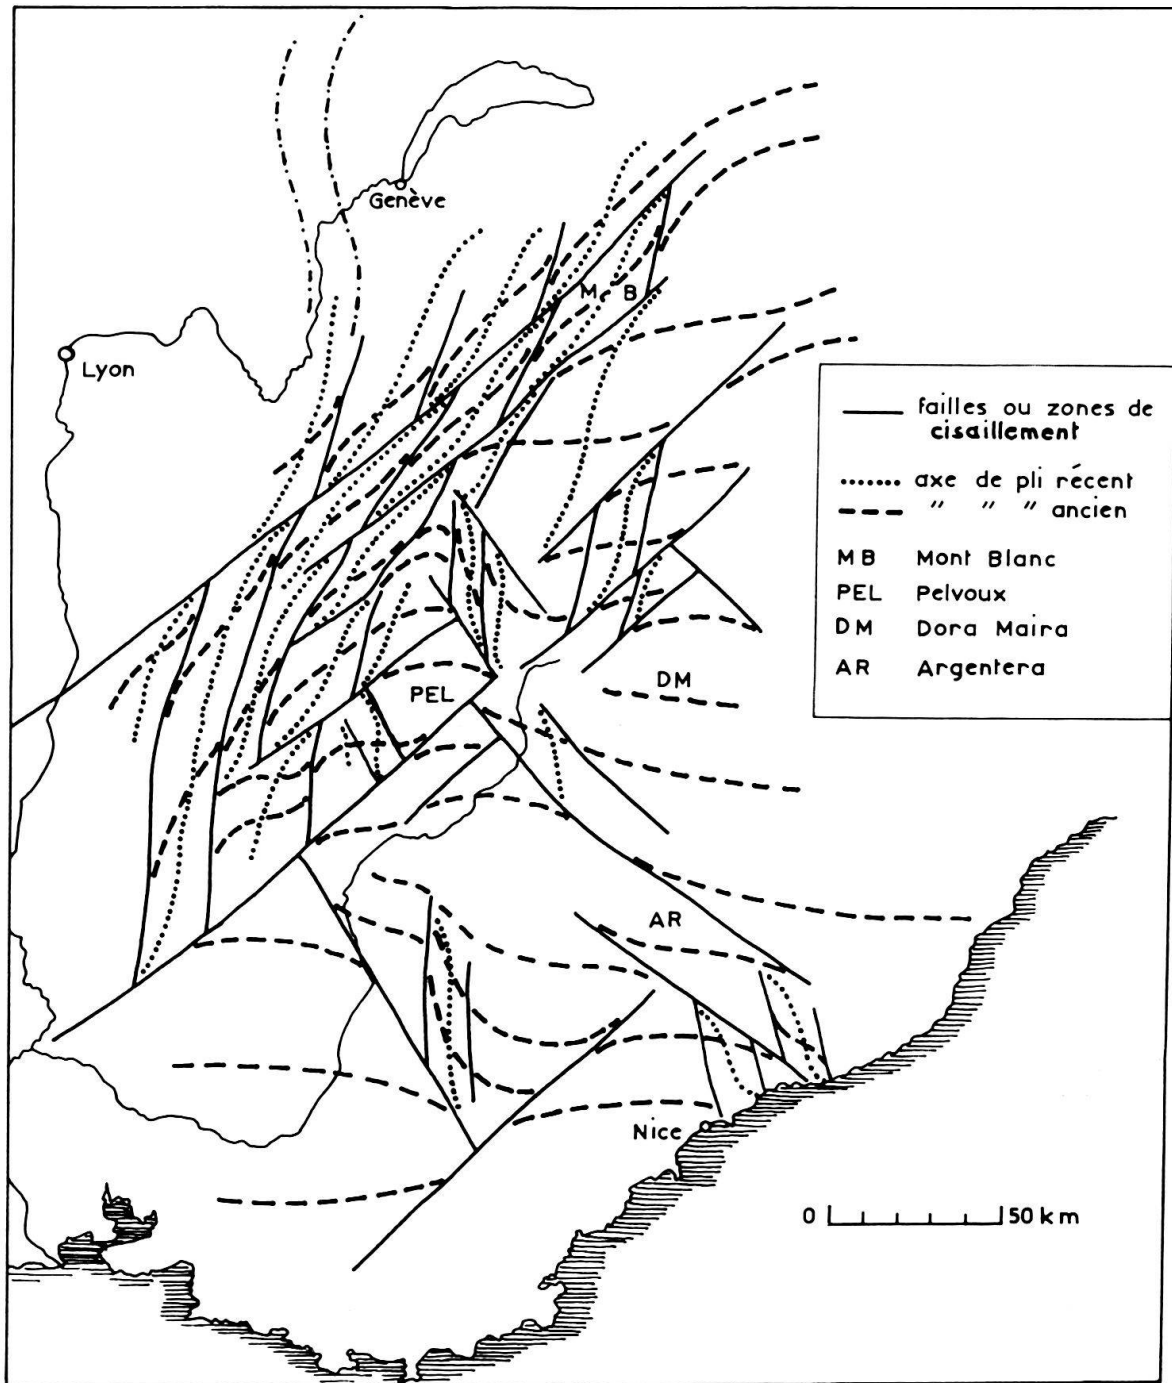 Genève
M B
Lyon
failles ou zones de
cisaillement
axe de pli récent
" " " ancien
MB Mont Blanc
PEL Pelvoux
DM Dora Maira
AR Argentera
PEL
DM
AR
Nice
0 50 km